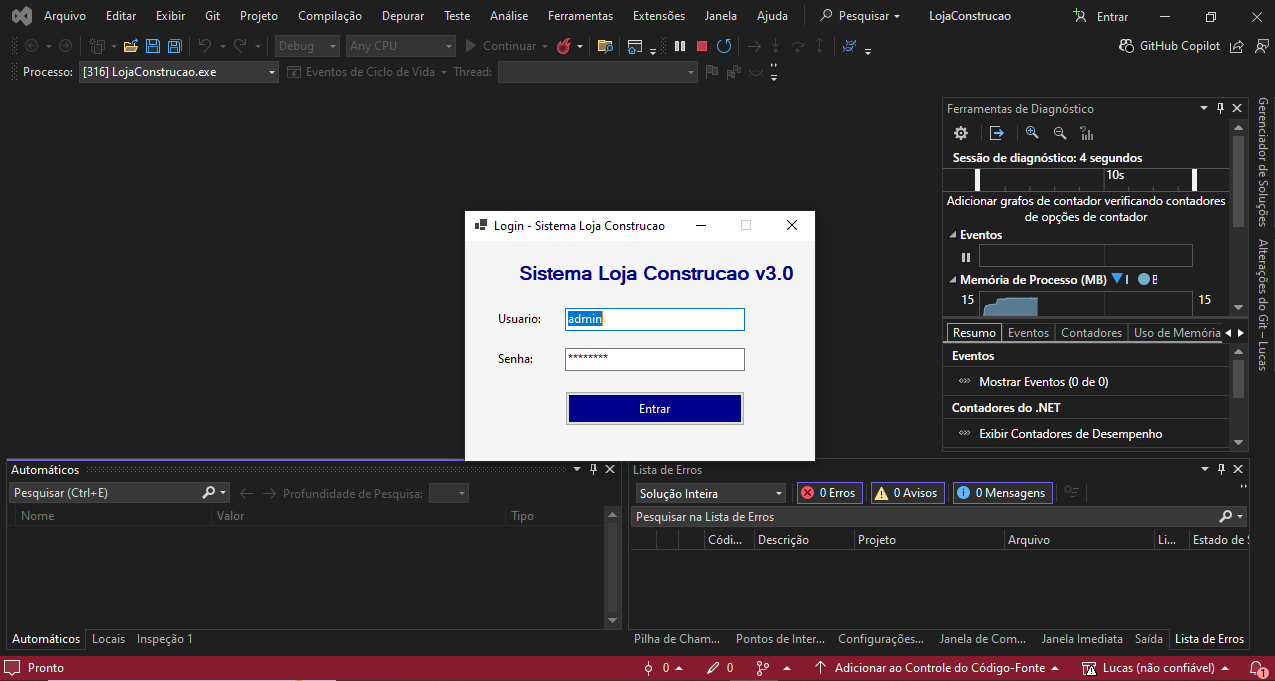 Arquivo Editar Exibir Git Projeto Compilação Depurar Teste Análise Ferramentas Extensões Janela Ajuda Pesquisar LojaConstrucao Entrar
Debug Any CPU Continuar GitHub Copilot
Processo: [316] LojaConstrucao.exe Eventos de Ciclo de Vida Thread:
Ferramentas de Diagnóstico
Sessão de diagnóstico: 4 segundos
10s
Adicionar grafos de contador verificando contadores
de opções de contador
Eventos
Memória de Processo (MB) I B
15 15
Resumo Eventos Contadores Uso de Memória
Eventos
Mostrar Eventos (0 de 0)
Contadores do .NET
Exibir Contadores de Desempenho
Gerenciador de Soluções
Alterações do Git – Lucas
Login - Sistema Loja Construcao
Sistema Loja Construcao v3.0
Usuario: admin
Senha: ********
Entrar
Automáticos
Pesquisar (Ctrl+E) Profundidade de Pesquisa:
Nome Valor Tipo
Automáticos Locais Inspeção 1
Lista de Erros
Solução Inteira 0 Erros 0 Avisos 0 Mensagens
Pesquisar na Lista de Erros
Códi... Descrição Projeto Arquivo Li... Estado de S
Pilha de Cham... Pontos de Inter... Configurações... Janela de Com... Janela Imediata Saída Lista de Erros
Pronto 0 0 Adicionar ao Controle do Código-Fonte Lucas (não confiável) 1